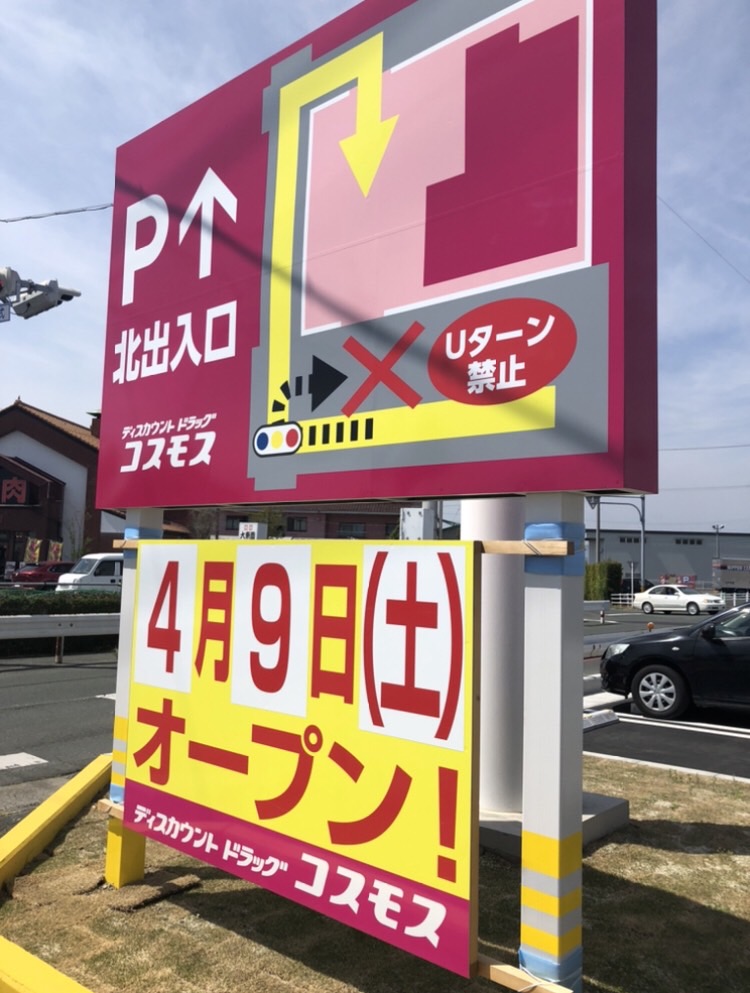 P↑
北出入口
ディスカウント ドラッグ
コスモス
Uターン
禁止
4月9日(土)
オープン!
ディスカウント ドラッグ コスモス
肉